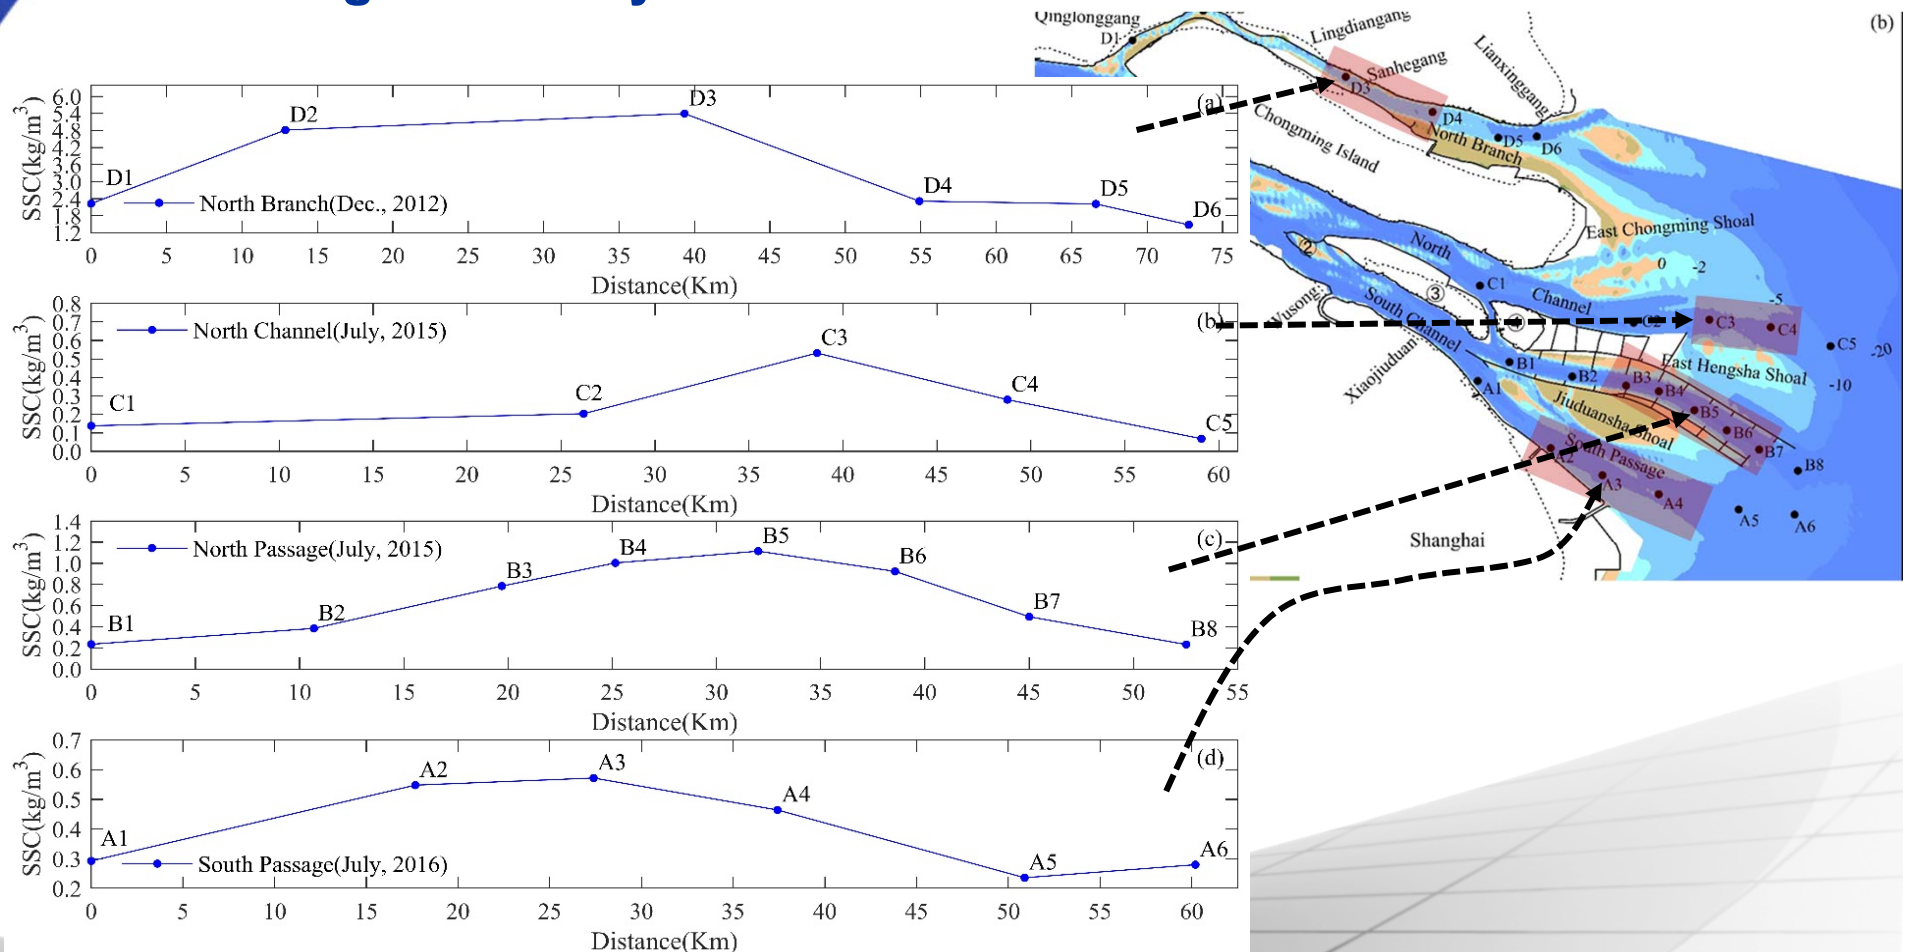 6.0
5.4
4.8
4.2
3.6
3.0
2.4
1.8
1.2
SSC(kg/m³)
D1
D2
D3
D4
D5
D6
(a)
North Branch(Dec., 2012)
0 5 10 15 20 25 30 35 40 45 50 55 60 65 70 75
Distance(Km)
0.8
0.7
0.6
0.5
0.4
0.3
0.2
0.1
0.0
SSC(kg/m³)
North Channel(July, 2015)
(b)
C1
C2
C3
C4
C5
0 5 10 15 20 25 30 35 40 45 50 55 60
Distance(Km)
1.4
1.2
1.0
0.8
0.6
0.4
0.2
0.0
SSC(kg/m³)
North Passage(July, 2015)
(c)
B1
B2
B3
B4
B5
B6
B7
B8
0 5 10 15 20 25 30 35 40 45 50 55
Distance(Km)
0.7
0.6
0.5
0.4
0.3
0.2
SSC(kg/m³)
(d)
A1
A2
A3
A4
A5
A6
South Passage(July, 2016)
0 5 10 15 20 25 30 35 40 45 50 55 60
Distance(Km)
(b)
Qinglonggang
D1
Lingdiangang
Sanhegang
Lianxinggang
D3
D4
D5
D6
North Branch
Chongming Island
East Chongming Shoal
0
-2
-5
-10
-20
②
③
④
North
Channel
C1
C2
C3
C4
C5
South Channel
Wusong
Xiaojiuduan
East Hengsha Shoal
B1
B2
B3
B4
B5
B6
B7
B8
Jiuduansha Shoal
South Passage
A1
A2
A3
A4
A5
A6
Shanghai